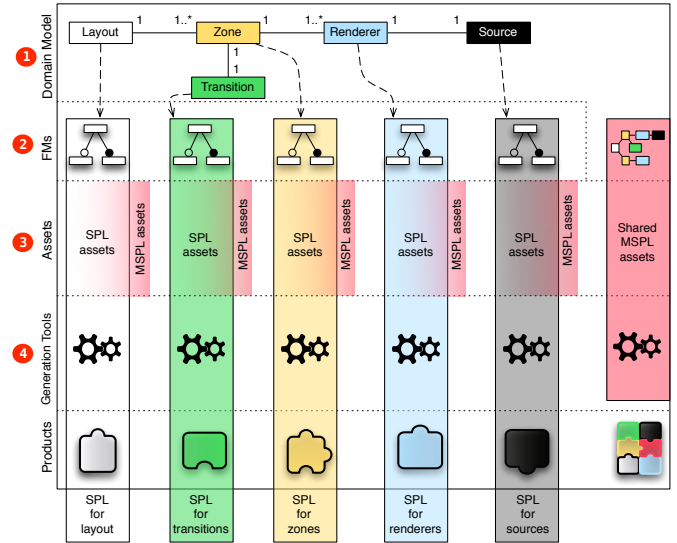 Domain Model
1
Layout
1
1..*
Zone
1
1..*
Renderer
1
1
Source
1
1
Transition
2
FMs
3
Assets
SPL
assets
MSPL assets
SPL
assets
MSPL assets
SPL
assets
MSPL assets
SPL
assets
MSPL assets
SPL
assets
MSPL assets
Shared
MSPL
assets
4
Generation Tools
Products
SPL
for
layout
SPL
for
transitions
SPL
for
zones
SPL
for
renderers
SPL
for
sources